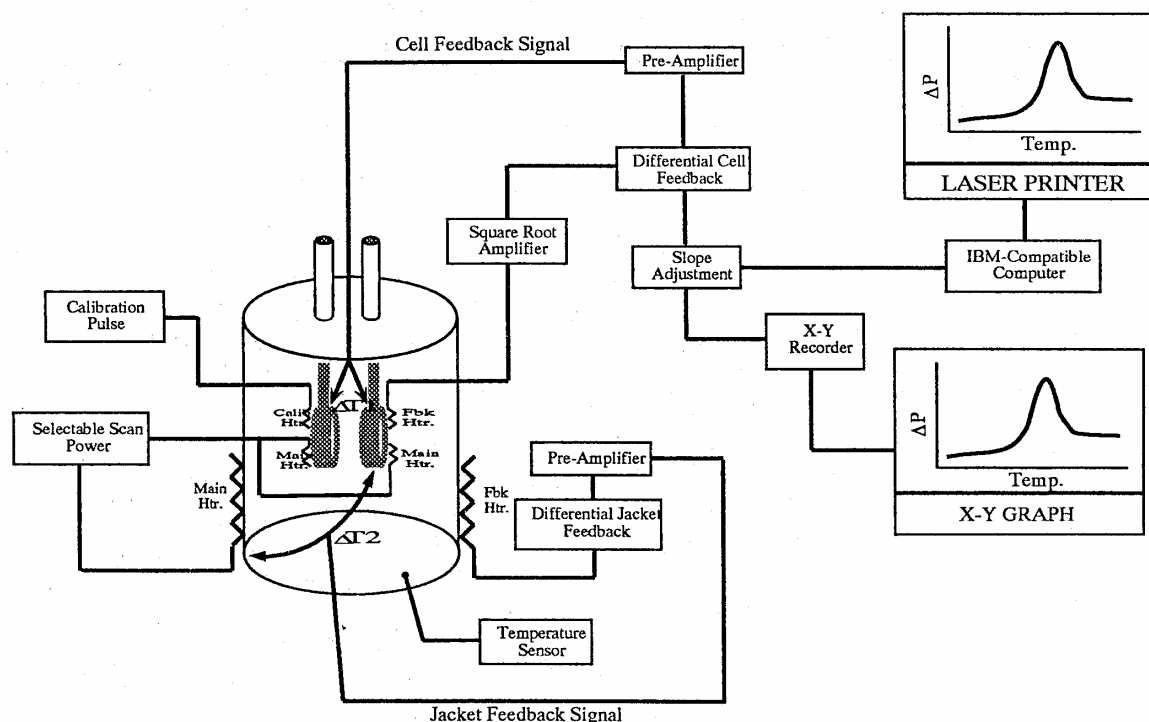 Cell Feedback Signal
Pre-Amplifier
ΔP
Temp.
LASER PRINTER
Differential Cell
Feedback
Square Root
Amplifier
Slope
Adjustment
IBM-Compatible
Computer
Calibration
Pulse
X-Y
Recorder
ΔT
Cali
Htr.
Fbk
Htr.
Selectable Scan
Power
Main
Htr.
Main
Htr.
ΔP
Temp.
X-Y GRAPH
Main
Htr.
Fbk
Htr.
Pre-Amplifier
Differential Jacket
Feedback
ΔT2
Temperature
Sensor
Jacket Feedback Signal